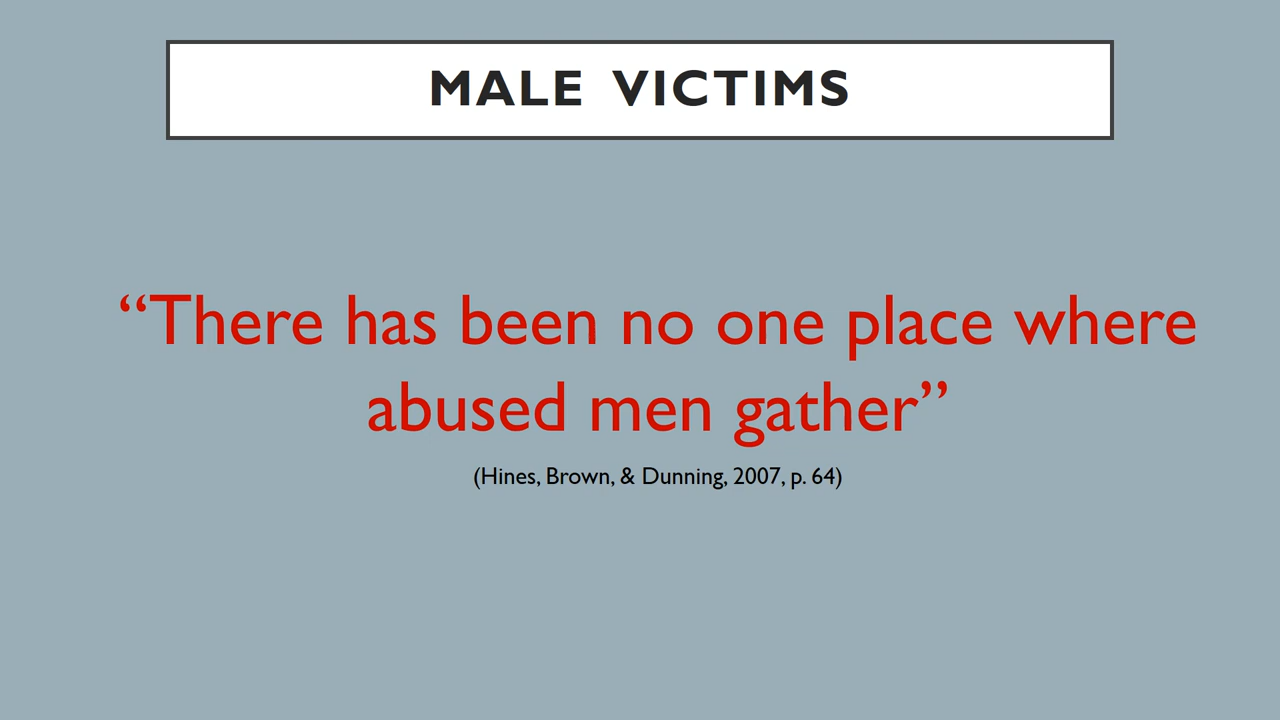 MALE VICTIMS
“There has been no one place where
abused men gather”
(Hines, Brown, & Dunning, 2007, p. 64)